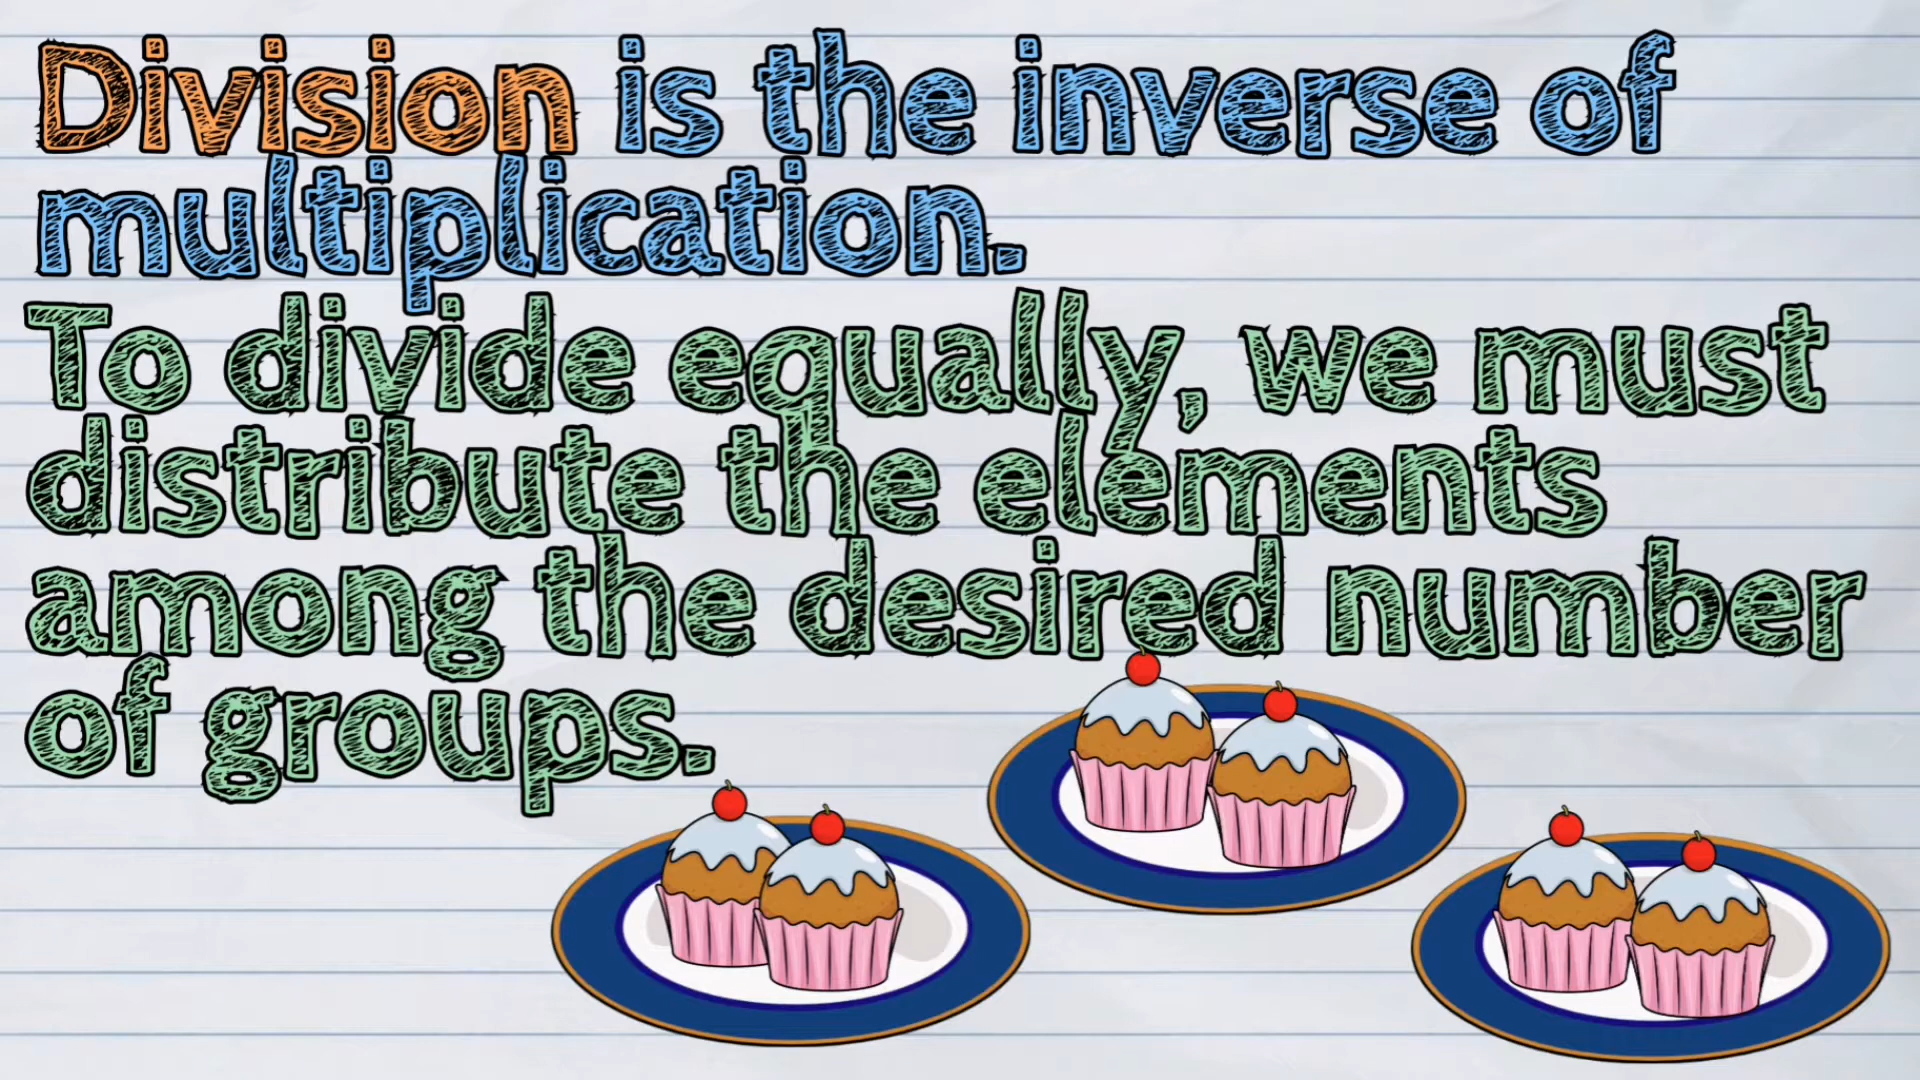 Division is the inverse of
multiplication.
To divide equally, we must
distribute the elements
among the desired number
of groups.